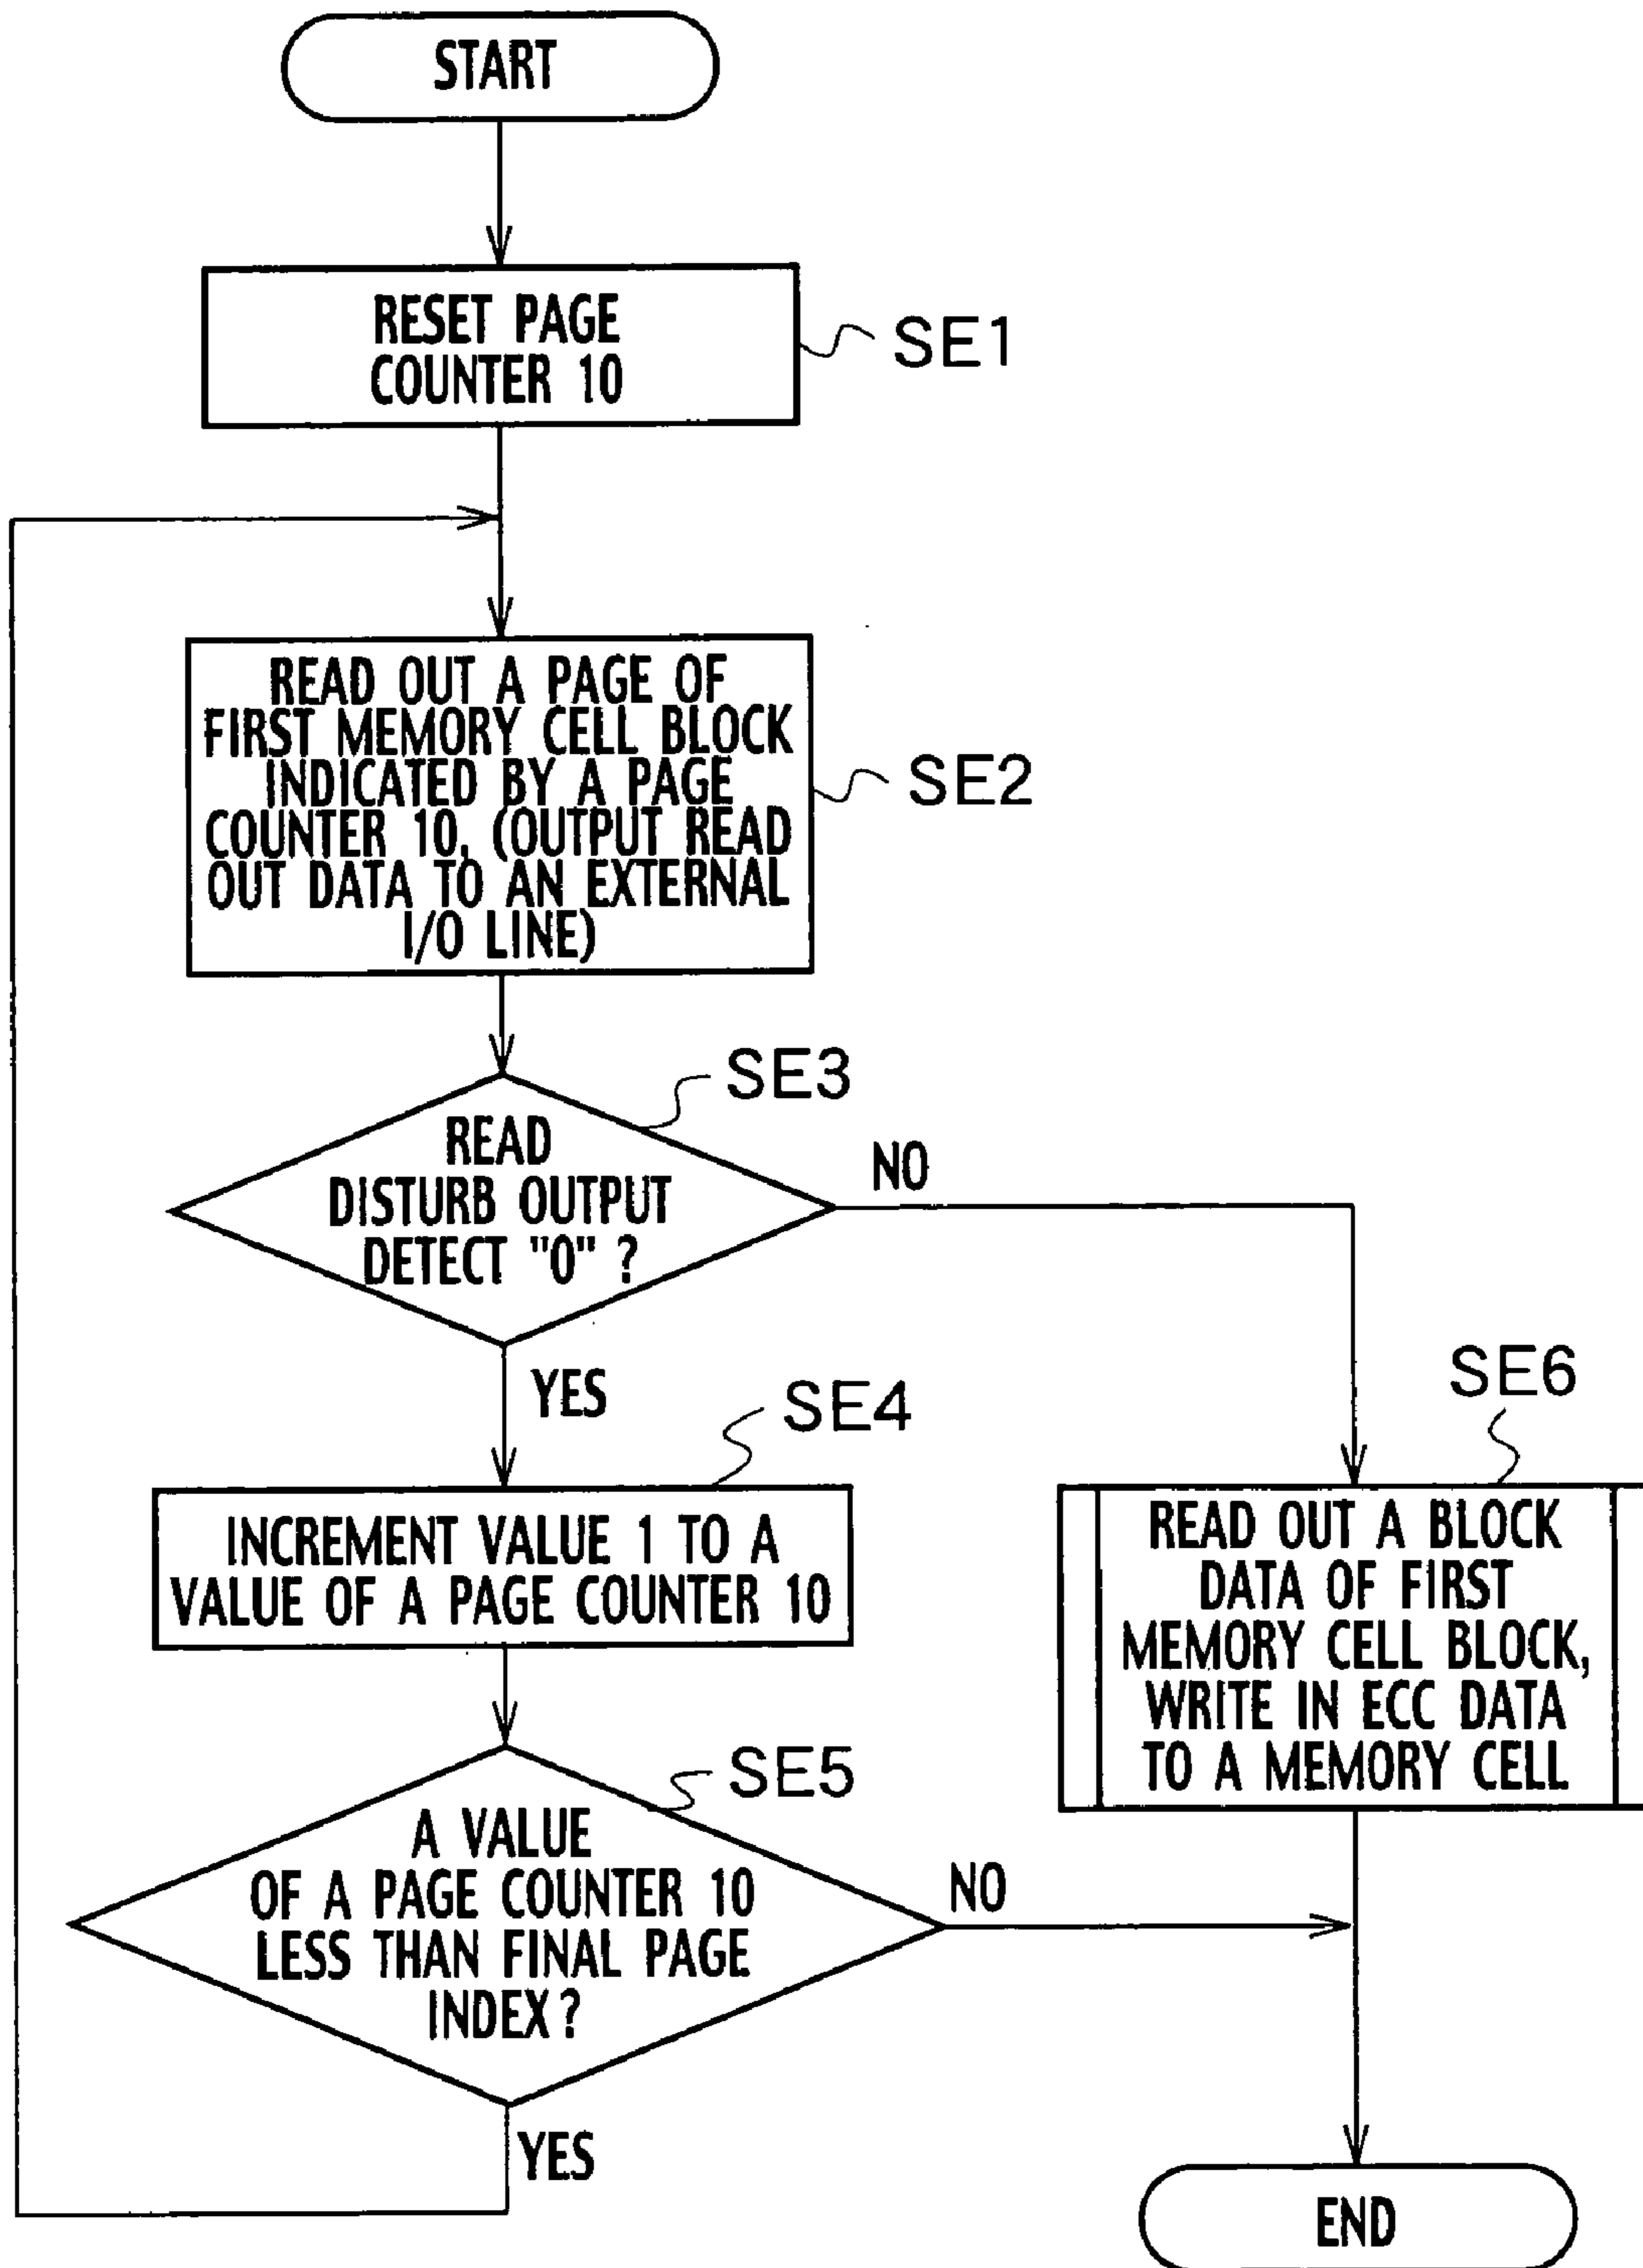 START
RESET PAGE
COUNTER 10
SE1
READ OUT A PAGE OF
FIRST MEMORY CELL BLOCK
INDICATED BY A PAGE
COUNTER 10, (OUTPUT READ
OUT DATA TO AN EXTERNAL
I/O LINE)
SE2
SE3
READ
DISTURB OUTPUT
DETECT "0" ?
NO
YES
SE4
INCREMENT VALUE 1 TO A
VALUE OF A PAGE COUNTER 10
SE6
READ OUT A BLOCK
DATA OF FIRST
MEMORY CELL BLOCK,
WRITE IN ECC DATA
TO A MEMORY CELL
SE5
A VALUE
OF A PAGE COUNTER 10
LESS THAN FINAL PAGE
INDEX?
NO
YES
END